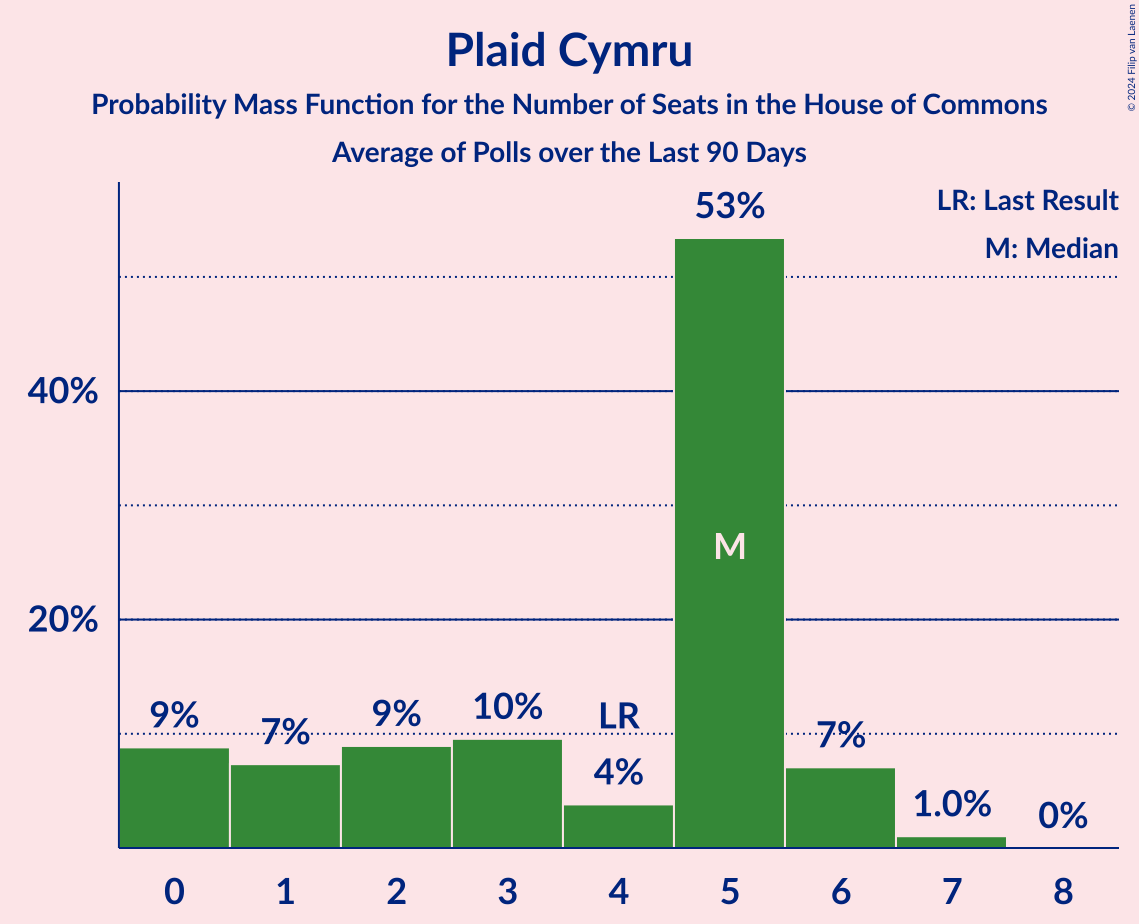 Plaid Cymru
Probability Mass Function for the Number of Seats in the House of Commons
Average of Polls over the Last 90 Days
© 2024 Filip van Laenen
LR: Last Result
M: Median
53%
40%
M
20%
9%
7%
9%
10%
LR
4%
7%
1.0%
0%
0 1 2 3 4 5 6 7 8